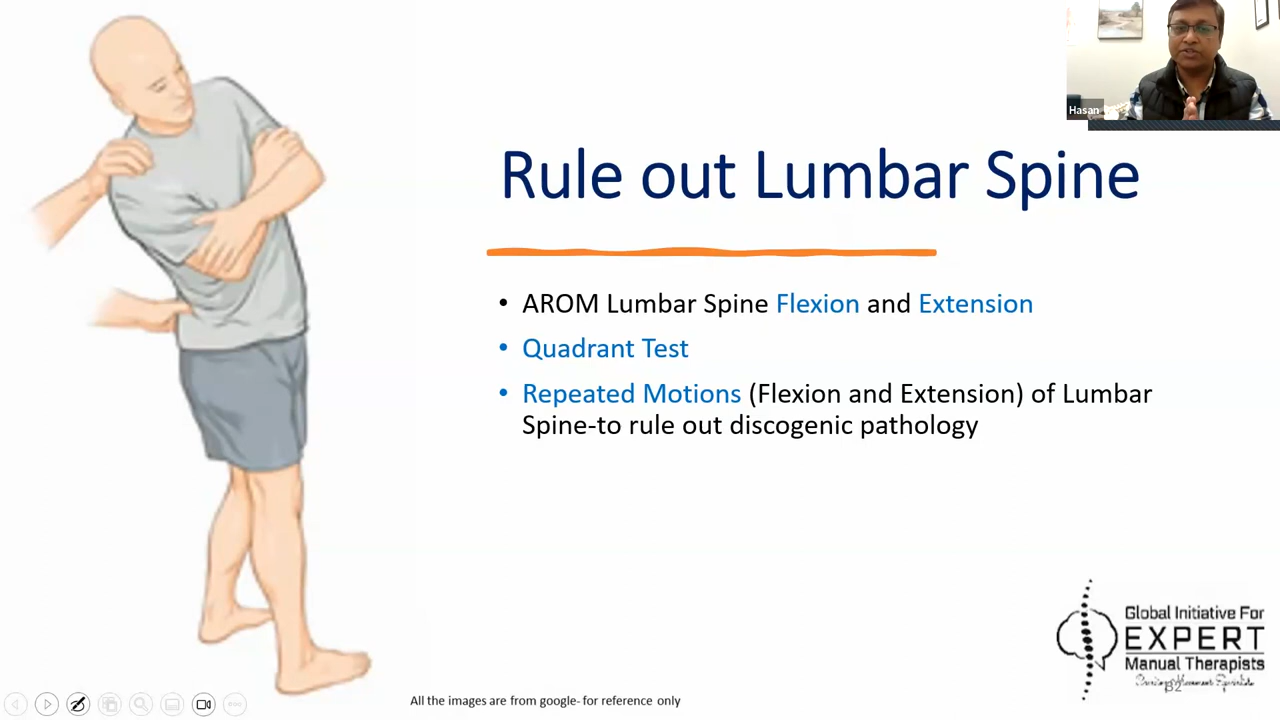 Hasan
Rule out Lumbar Spine
• AROM Lumbar Spine Flexion and Extension
• Quadrant Test
• Repeated Motions (Flexion and Extension) of Lumbar
Spine-to rule out discogenic pathology
Global Initiative For
EXPERT
Manual Therapists
32
All the images are from google- for reference only